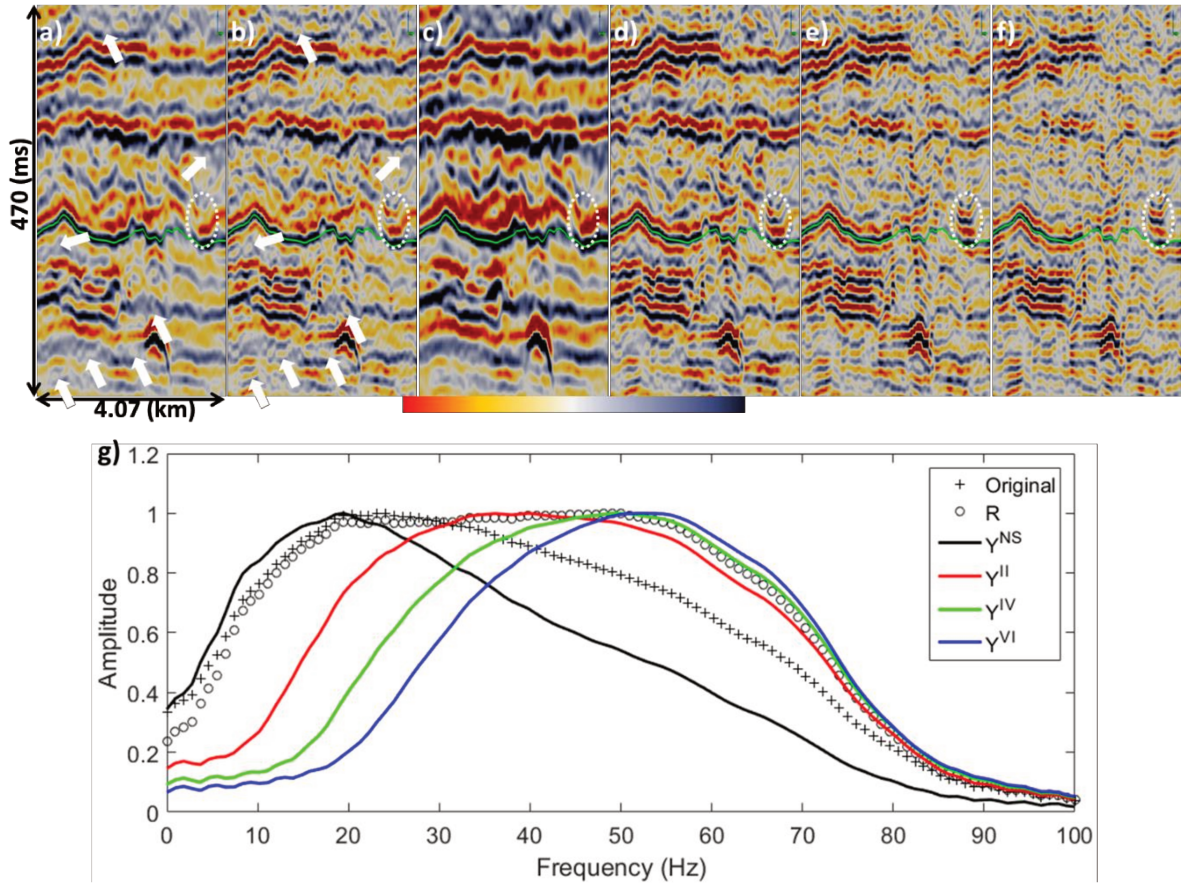 a) b) c) d) e) f)
470 (ms)
4.07 (km)
g)
1.2
1
0.8
0.6
0.4
0.2
0
Amplitude
0 10 20 30 40 50 60 70 80 90 100
Frequency (Hz)
+ Original
○ R
Y^NS
Y^II
Y^IV
Y^VI